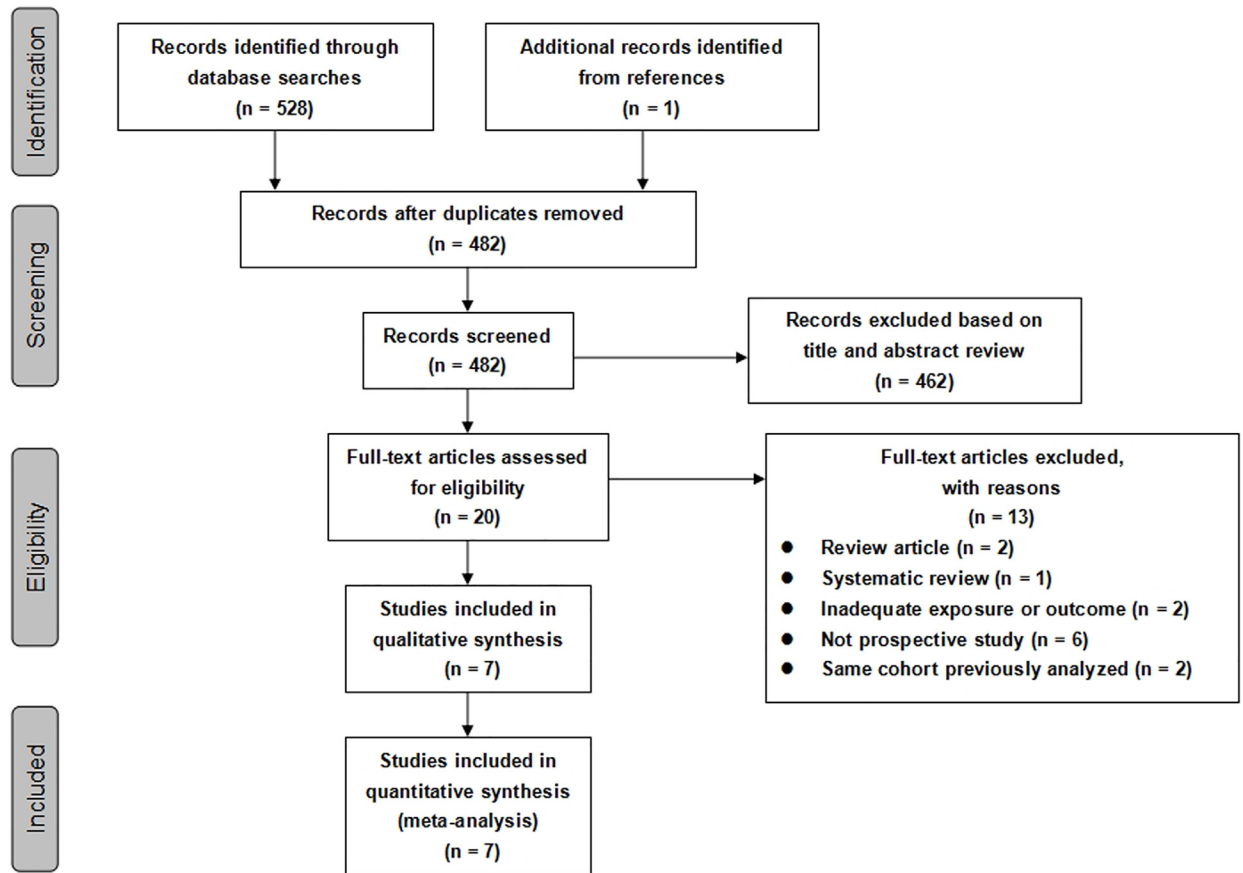 Identification
Records identified through
database searches
(n = 528)
Additional records identified
from references
(n = 1)
Screening
Records after duplicates removed
(n = 482)
Records screened
(n = 482)
Records excluded based on
title and abstract review
(n = 462)
Eligibility
Full-text articles assessed
for eligibility
(n = 20)
Full-text articles excluded,
with reasons
(n = 13)
● Review article (n = 2)
● Systematic review (n = 1)
● Inadequate exposure or outcome (n = 2)
● Not prospective study (n = 6)
● Same cohort previously analyzed (n = 2)
Studies included in
qualitative synthesis
(n = 7)
Included
Studies included in
quantitative synthesis
(meta-analysis)
(n = 7)